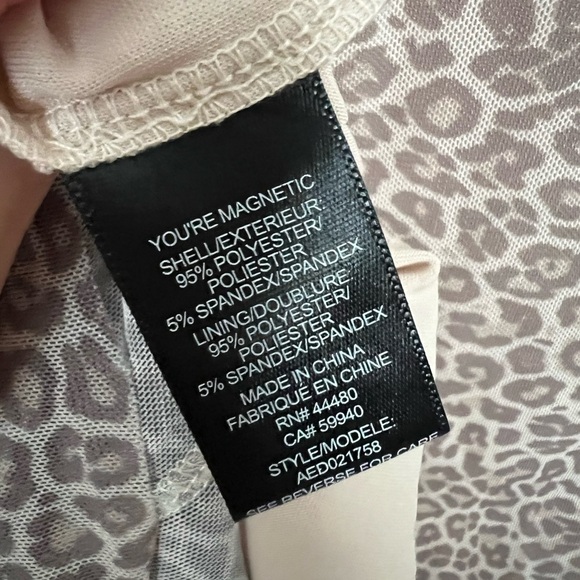 YOU'RE MAGNETIC
SHELL/EXTERIEUR:
95% POLYESTER/
POLIESTER
5% SPANDEX/SPANDEX
LINING/DOUBLURE
95% POLYESTER/
POLIESTER
5% SPANDEX/SPANDEX
MADE IN CHINA
FABRIQUE EN CHINE
RN# 44480
CA# 59940
STYLE/MODELE:
AED021758
SEE REVERSE FOR CARE